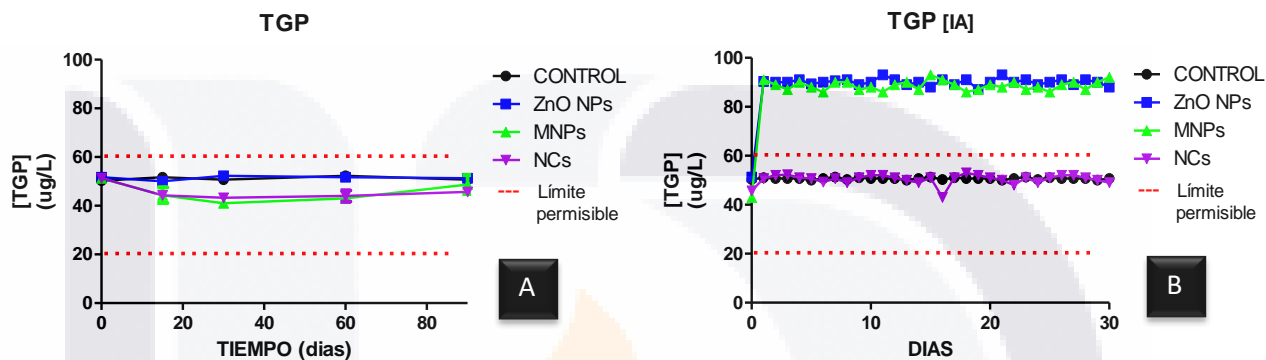 TGP
100
80
60
40
20
0
[TGP]
(ug/L)
0 20 40 60 80
TIEMPO (dias)
CONTROL
ZnO NPs
MNPs
NCs
Límite
permisible
A
TGP [IA]
100
80
60
40
20
0
[TGP]
(ug/L)
0 10 20 30
DIAS
CONTROL
ZnO NPs
MNPs
NCs
Límite
permisible
B